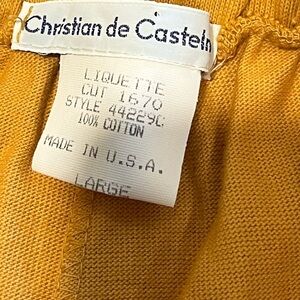 Christian de Casteln
LIQUETTE
CUT 1670
STYLE 44229C
100% COTTON
MADE IN U.S.A.
LARGE